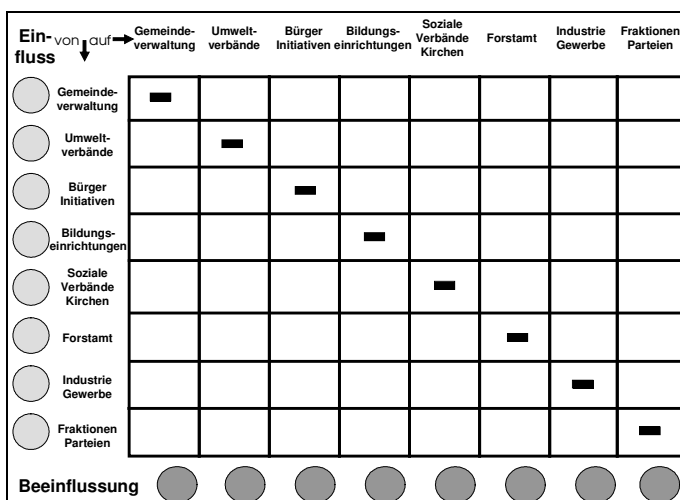 Ein-
fluss
von auf
Gemeinde-
verwaltung
Umwelt-
verbände
Bürger
Initiativen
Bildungs-
einrichtungen
Soziale
Verbände
Kirchen
Forstamt
Industrie
Gewerbe
Fraktionen
Parteien
Gemeinde-
verwaltung
Umwelt-
verbände
Bürger
Initiativen
Bildungs-
einrichtungen
Soziale
Verbände
Kirchen
Forstamt
Industrie
Gewerbe
Fraktionen
Parteien
Beeinflussung